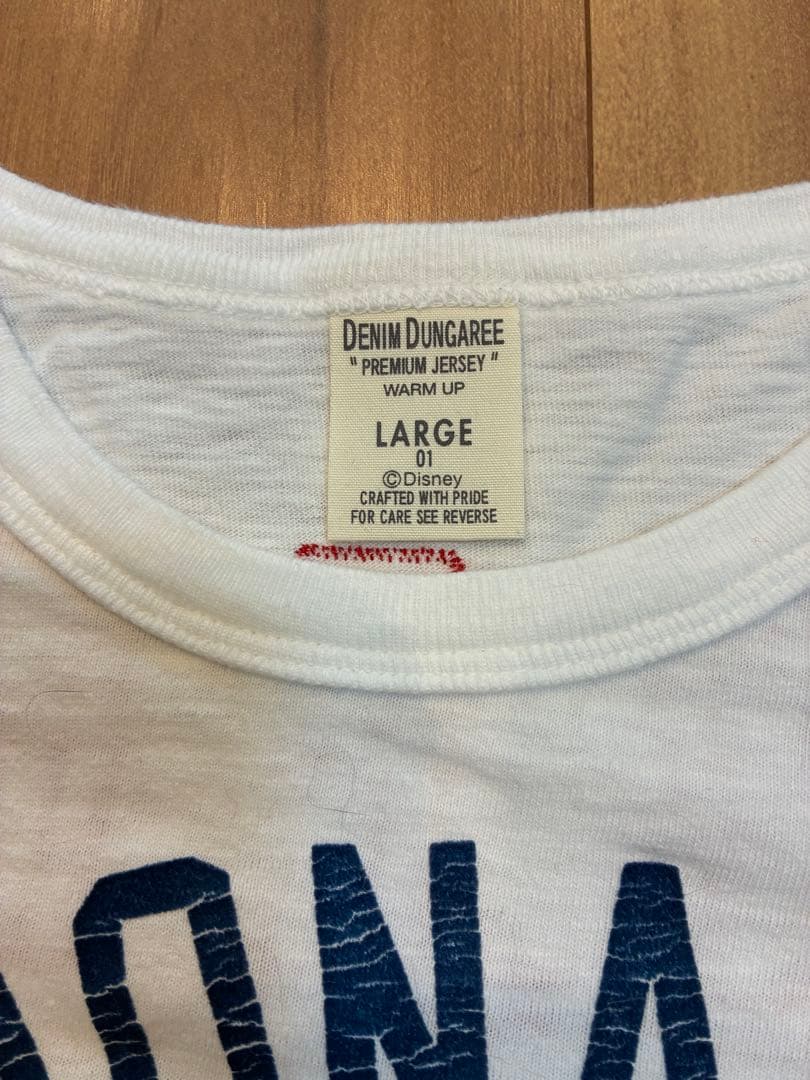 DENIM DUNGAREE
"PREMIUM JERSEY"
WARM UP
LARGE
01
©Disney
CRAFTED WITH PRIDE
FOR CARE SEE REVERSE
ONA